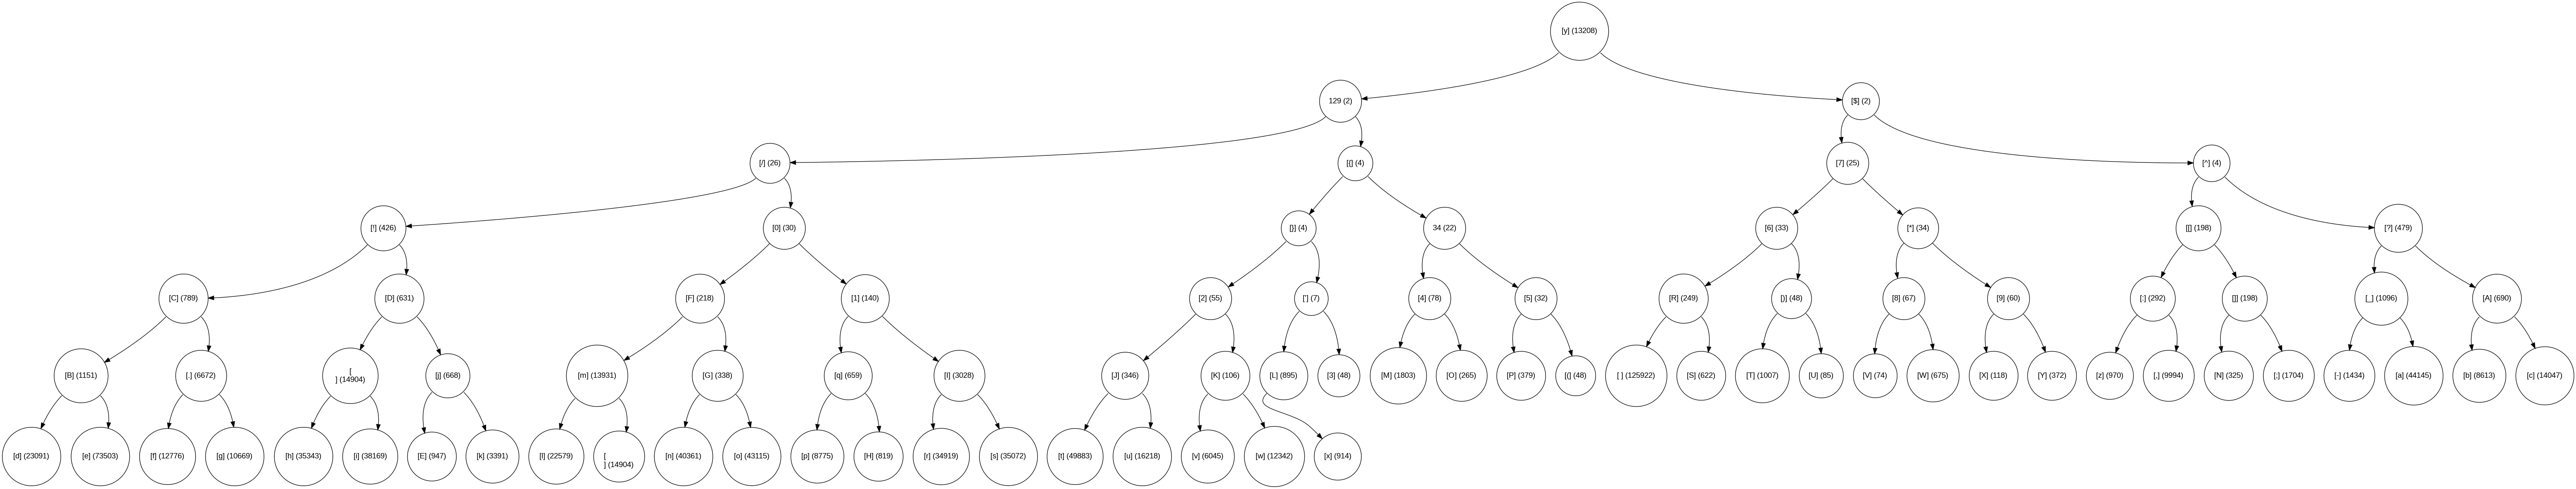 [y] (13208)
129 (2)
[$] (2)
[/] (26)
[{] (4)
[7] (25)
[^] (4)
[!] (426)
[0] (30)
[}] (4)
34 (22)
[6] (33)
[*] (34)
[[] (198)
[?] (479)
[C] (789)
[D] (631)
[F] (218)
[1] (140)
[2] (55)
['] (7)
[4] (78)
[5] (32)
[R] (249)
[)] (48)
[8] (67)
[9] (60)
[:] (292)
[]] (198)
[_] (1096)
[A] (690)
[B] (1151)
[.] (6672)
[
] (14904)
[j] (668)
[m] (13931)
[G] (338)
[q] (659)
[I] (3028)
[J] (346)
[K] (106)
[L] (895)
[3] (48)
[M] (1803)
[O] (265)
[P] (379)
[(] (48)
[ ] (125922)
[S] (622)
[T] (1007)
[U] (85)
[V] (74)
[W] (675)
[X] (118)
[Y] (372)
[z] (970)
[,] (9994)
[N] (325)
[;] (1704)
[-] (1434)
[a] (44145)
[b] (8613)
[c] (14047)
[d] (23091)
[e] (73503)
[f] (12776)
[g] (10669)
[h] (35343)
[i] (38169)
[E] (947)
[k] (3391)
[l] (22579)
[
] (14904)
[n] (40361)
[o] (43115)
[p] (8775)
[H] (819)
[r] (34919)
[s] (35072)
[t] (49883)
[u] (16218)
[v] (6045)
[w] (12342)
[x] (914)